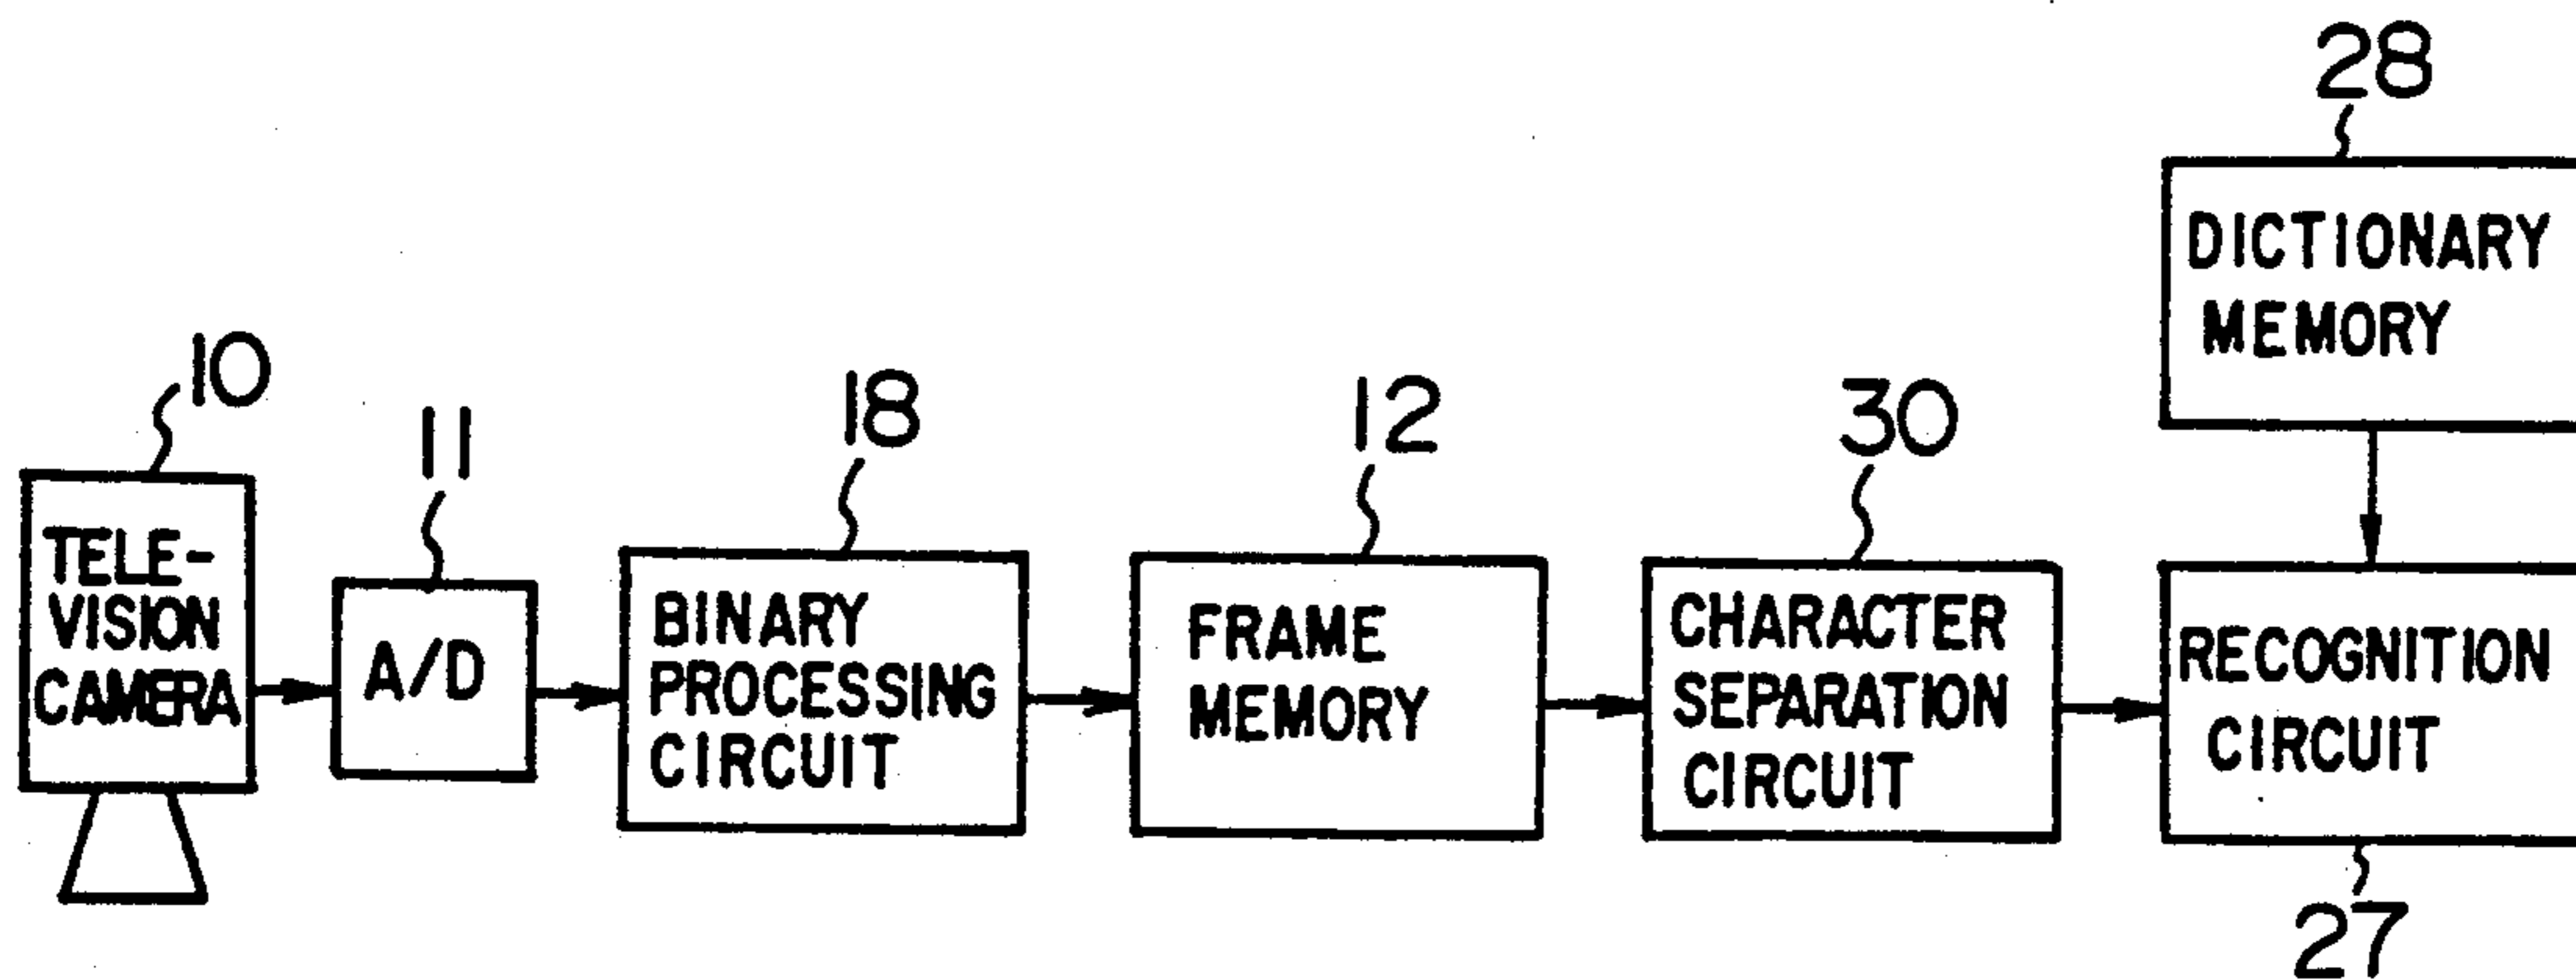 28
DICTIONARY
MEMORY
10
11
18
12
30
TELE-
VISION
CAMERA
A/D
BINARY
PROCESSING
CIRCUIT
FRAME
MEMORY
CHARACTER
SEPARATION
CIRCUIT
RECOGNITION
CIRCUIT
27